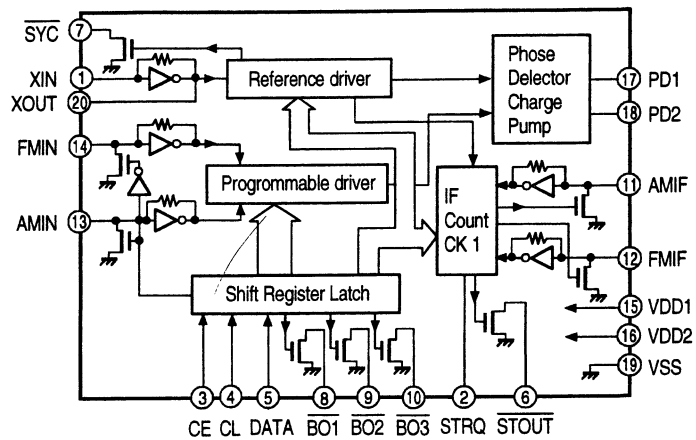 7
SYC
XIN
1
XOUT
20
FMIN
14
AMIN
13
Reference driver
Progrommable driver
Shift Register Latch
Phose
Delector
Charge
Pump
IF
Count
CK 1
17
PD1
18
PD2
11
AMIF
12
FMIF
15
VDD1
16
VDD2
19
VSS
3
4
5
8
9
10
2
6
CE
CL
DATA
BO1
BO2
BO3
STRQ
STOUT